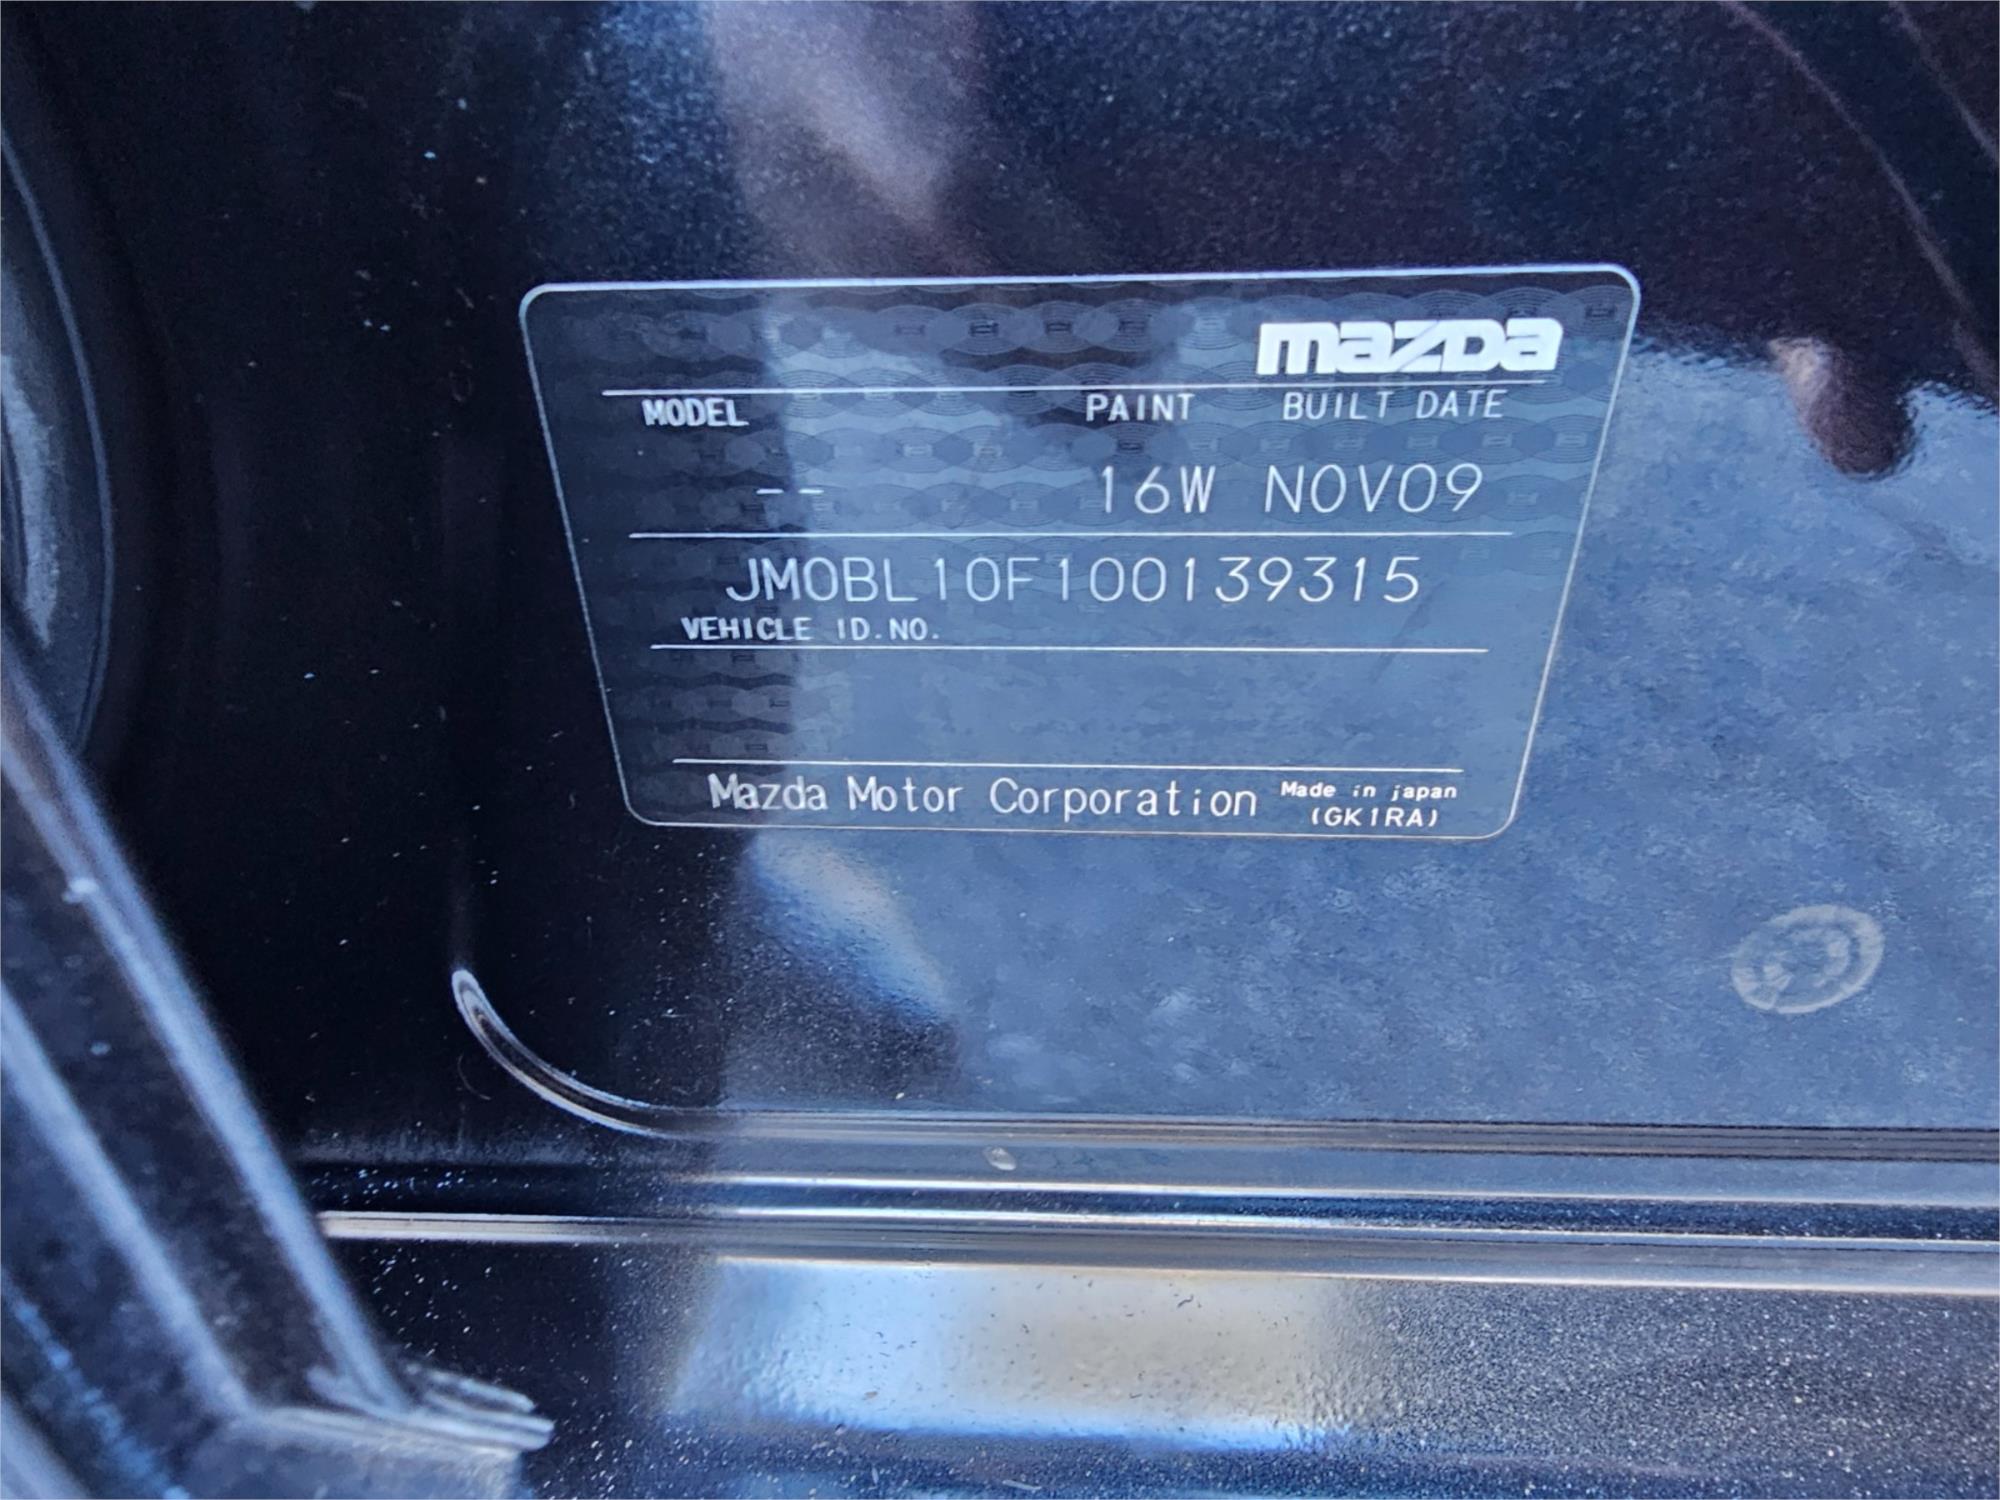 mazda
MODEL PAINT BUILT DATE
-- 16W NOV09
JM0BL10F100139315
VEHICLE ID.NO.
Mazda Motor Corporation Made in japan
(GK1RA)